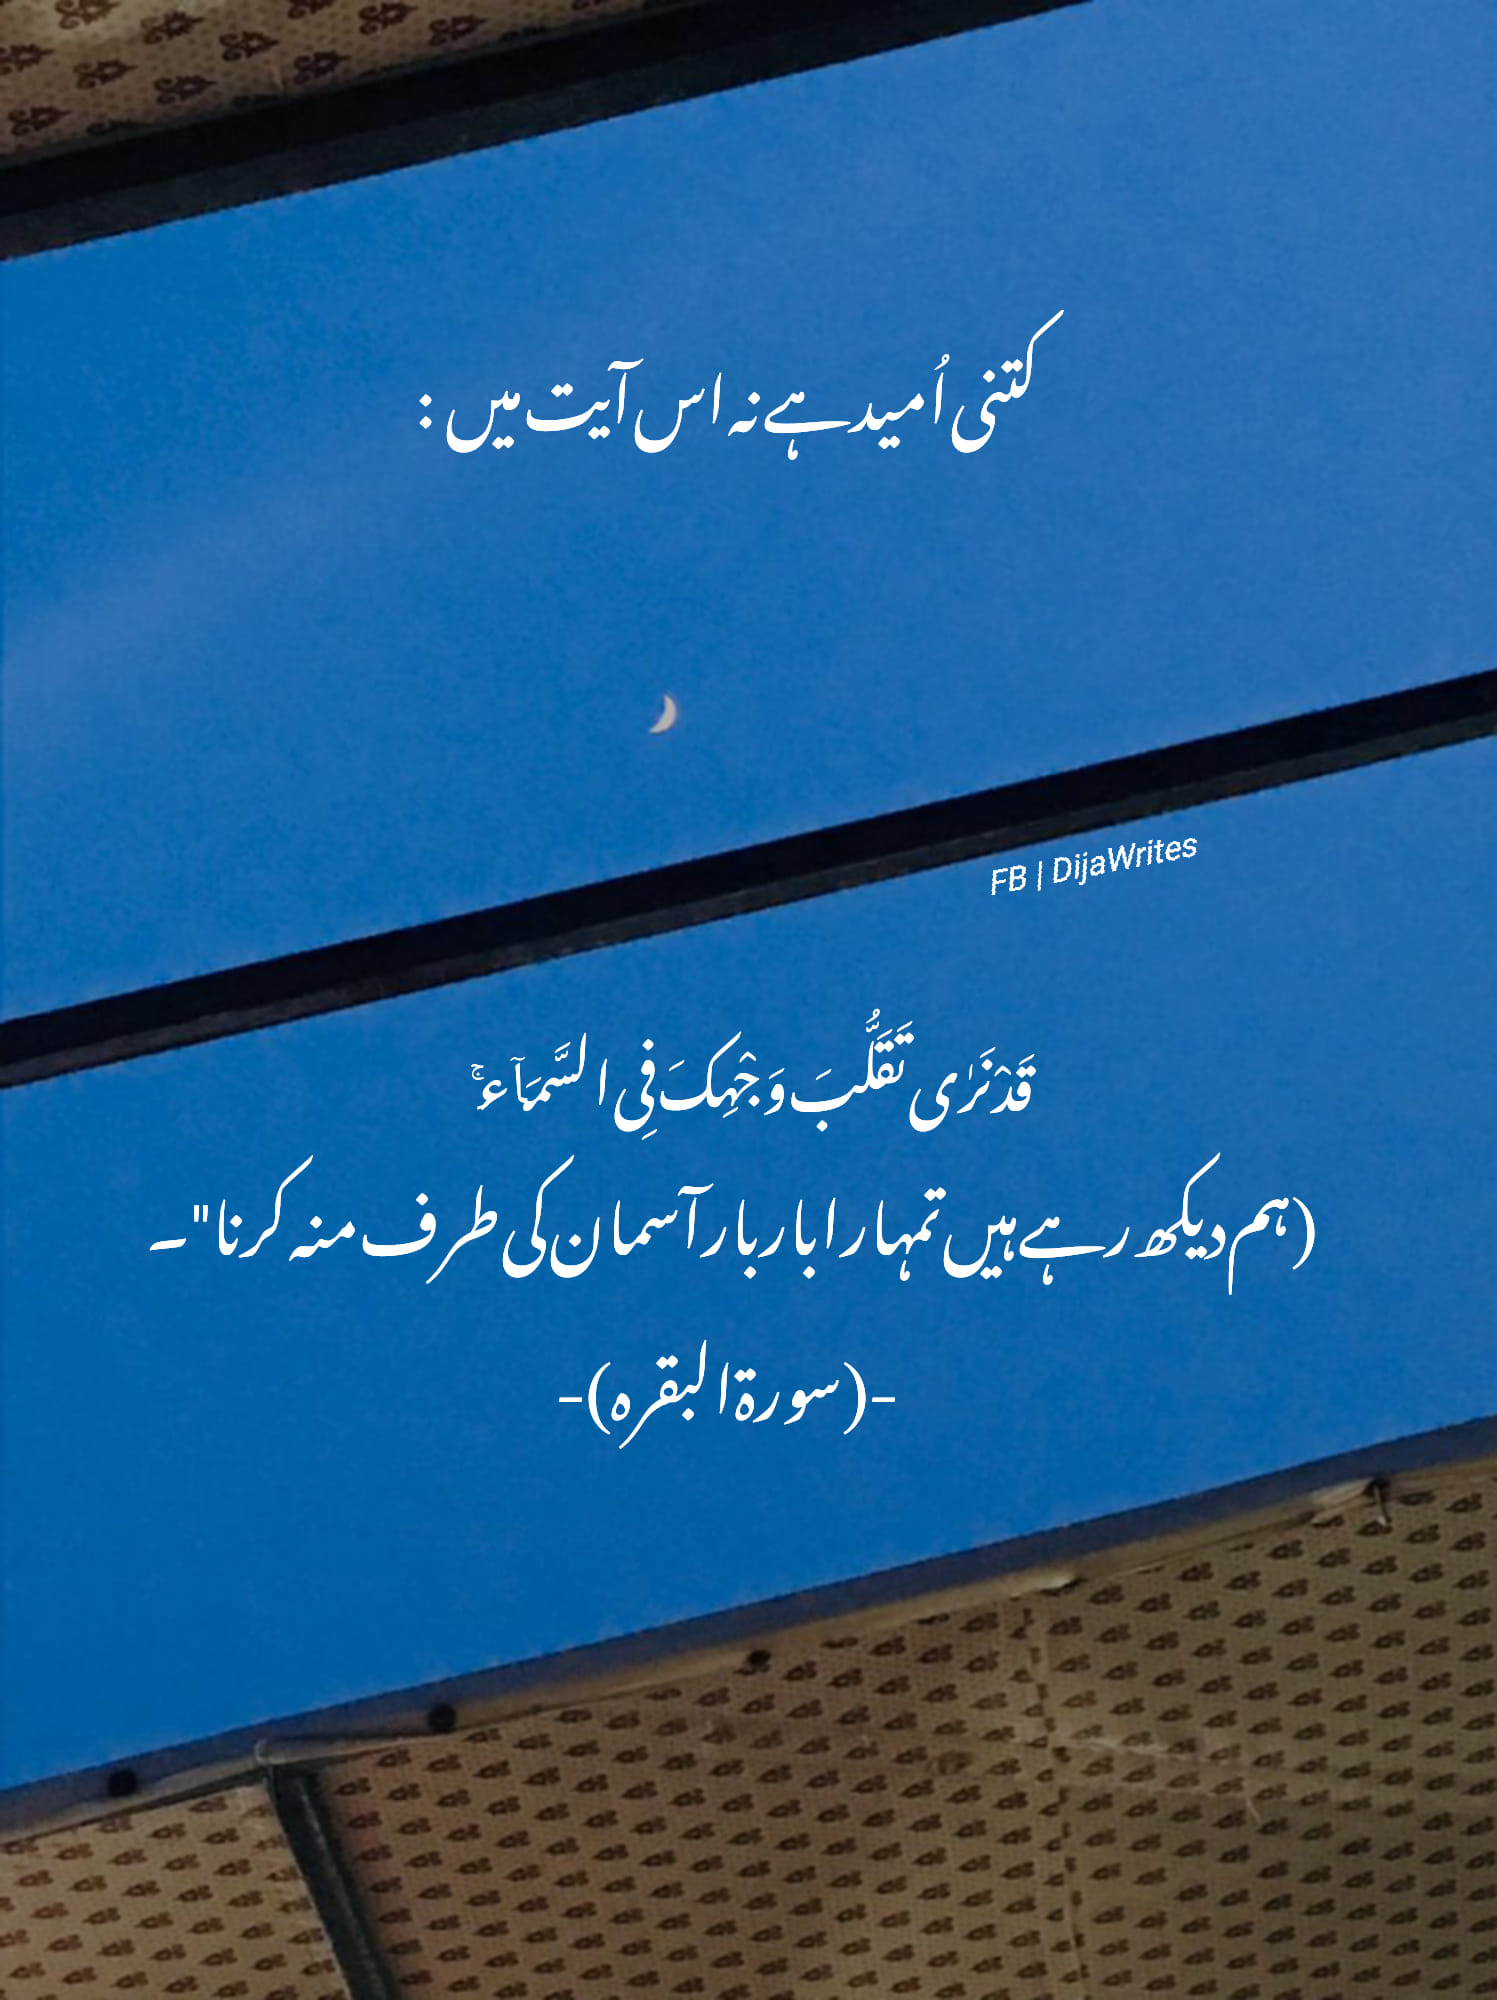 کتنی اُمید ہے نہ اس آیت میں :
FB | DijaWrites
قَدۡ نَرٰى تَقَلُّبَ وَجۡهِكَ فِى السَّمَآءِ‌ۚ
(ہم دیکھ رہے ہیں تمہارا بار بار آسمان کی طرف منہ کرنا"۔
-(سورۃ البقرہ)-